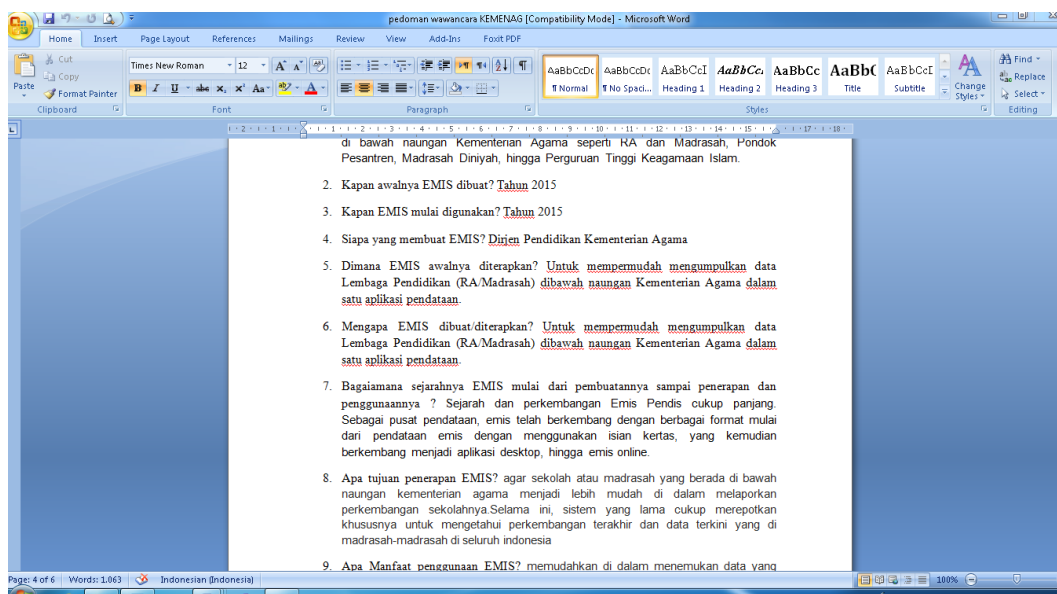 pedoman wawancara KEMENAG [Compatibility Mode] - Microsoft Word
Home Insert Page Layout References Mailings Review View Add-Ins Foxit PDF
Cut
Copy
Format Painter
Paste
Clipboard
Times New Roman 12
Font
Paragraph
AaBbCcDc AaBbCcDc AaBbCcI AaBbCc AaBbCc AaBb( AaBbCcI
¶ Normal ¶ No Spaci... Heading 1 Heading 2 Heading 3 Title Subtitle
Change Styles
Styles
Find
Replace
Select
Editing
di bawah naungan Kementerian Agama seperti RA dan Madrasah, Pondok
Pesantren, Madrasah Diniyah, hingga Perguruan Tinggi Keagamaan Islam.
2. Kapan awalnya EMIS dibuat? Tahun 2015
3. Kapan EMIS mulai digunakan? Tahun 2015
4. Siapa yang membuat EMIS? Dirjen Pendidikan Kementerian Agama
5. Dimana EMIS awalnya diterapkan? Untuk mempermudah mengumpulkan data
Lembaga Pendidikan (RA/Madrasah) dibawah naungan Kementerian Agama dalam
satu aplikasi pendataan.
6. Mengapa EMIS dibuat/diterapkan? Untuk mempermudah mengumpulkan data
Lembaga Pendidikan (RA/Madrasah) dibawah naungan Kementerian Agama dalam
satu aplikasi pendataan.
7. Bagaiamana sejarahnya EMIS mulai dari pembuatannya sampai penerapan dan
penggunaannya ? Sejarah dan perkembangan Emis Pendis cukup panjang.
Sebagai pusat pendataan, emis telah berkembang dengan berbagai format mulai
dari pendataan emis dengan menggunakan isian kertas, yang kemudian
berkembang menjadi aplikasi desktop, hingga emis online.
8. Apa tujuan penerapan EMIS? agar sekolah atau madrasah yang berada di bawah
naungan kementerian agama menjadi lebih mudah di dalam melaporkan
perkembangan sekolahnya.Selama ini, sistem yang lama cukup merepotkan
khususnya untuk mengetahui perkembangan terakhir dan data terkini yang di
madrasah-madrasah di seluruh indonesia
9. Apa Manfaat penggunaan EMIS? memudahkan di dalam menemukan data yang
Page: 4 of 6 Words: 1.063 Indonesian (Indonesia) 100%